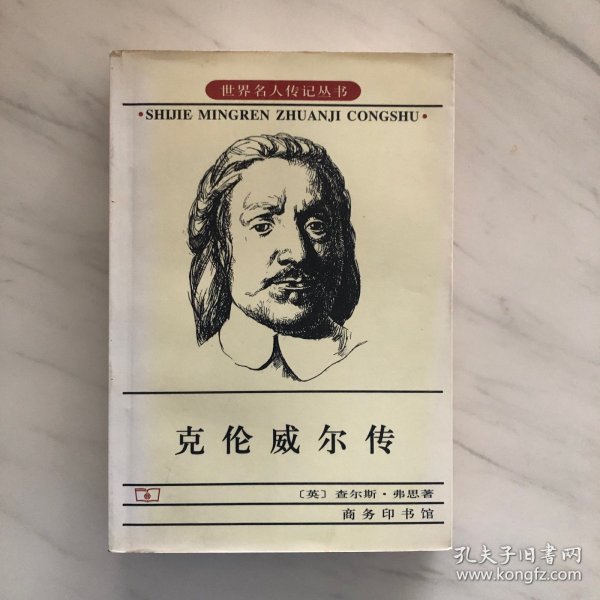 世界名人传记丛书
·SHIJIE MINGREN ZHUANJI CONGSHU·
克伦威尔传
〔英〕查尔斯·弗思著
商务印书馆
孔夫子旧书网
www.kongfz.com